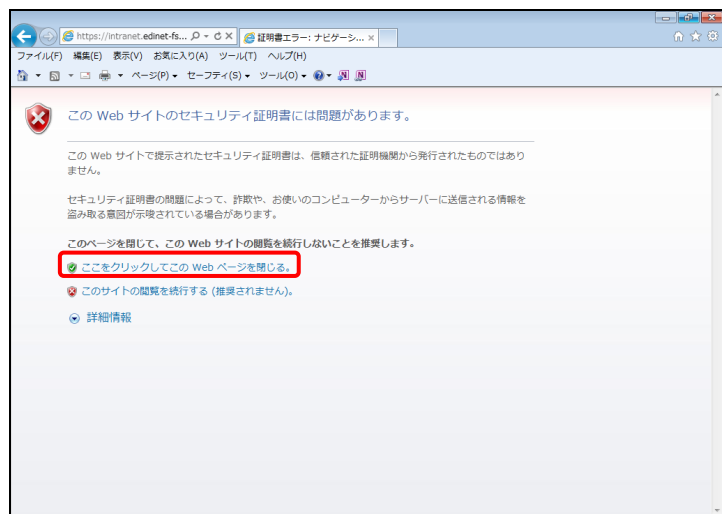 https://intranet.edinet-fs...
証明書エラー: ナビゲーシ...
ファイル(F) 編集(E) 表示(V) お気に入り(A) ツール(T) ヘルプ(H)
ページ(P) セーフティ(S) ツール(O)
この Web サイトのセキュリティ証明書には問題があります。
この Web サイトで提示されたセキュリティ証明書は、信頼された証明機関から発行されたものではあり
ません。
セキュリティ証明書の問題によって、詐欺や、お使いのコンピューターからサーバーに送信される情報を
盗み取る意図が示唆されている場合があります。
このページを閉じて、この Web サイトの閲覧を続行しないことを推奨します。
ここをクリックしてこの Web ページを閉じる。
このサイトの閲覧を続行する (推奨されません)。
詳細情報